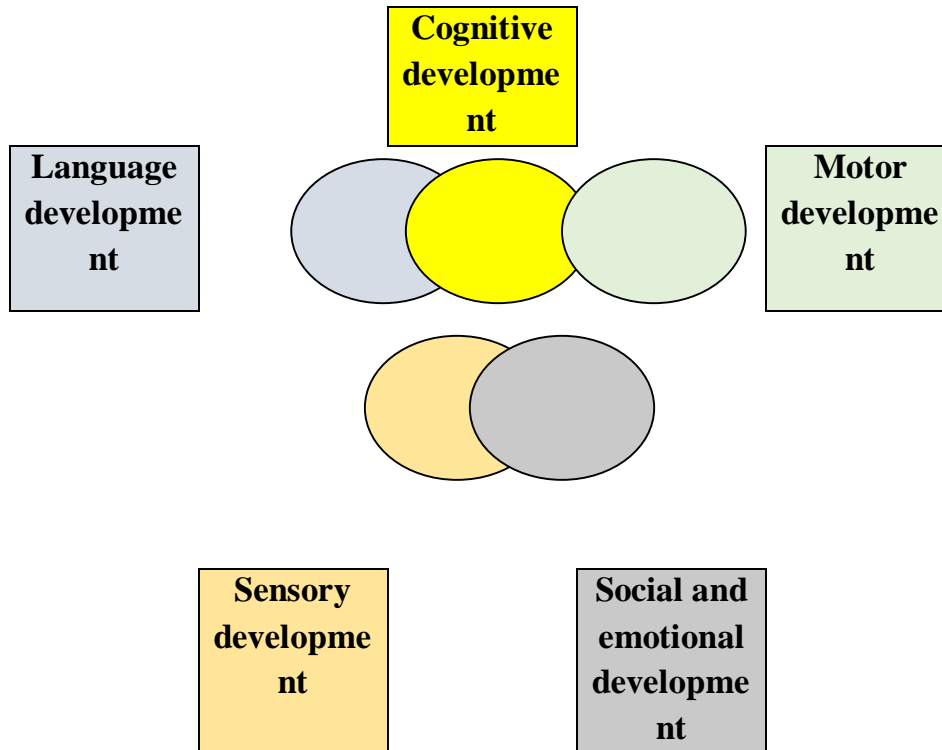 Cognitive
developme
nt
Language
developme
nt
Motor
developme
nt
Sensory
developme
nt
Social and
emotional
developme
nt